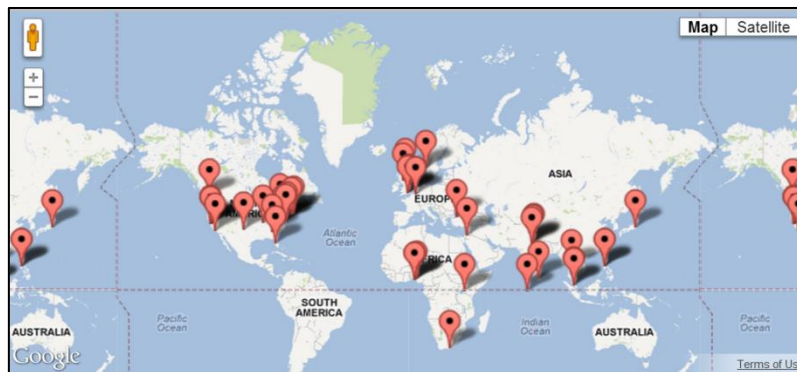 Map Satellite
+
−
ASIA
EUROP
AMERIC
Atlantic
Ocean
AFRICA
SOUTH
AMERICA
Pacific
Ocean
Indian
Ocean
Pacific
Ocean
AUSTRALIA
AUSTRALIA
Google
Terms of Us